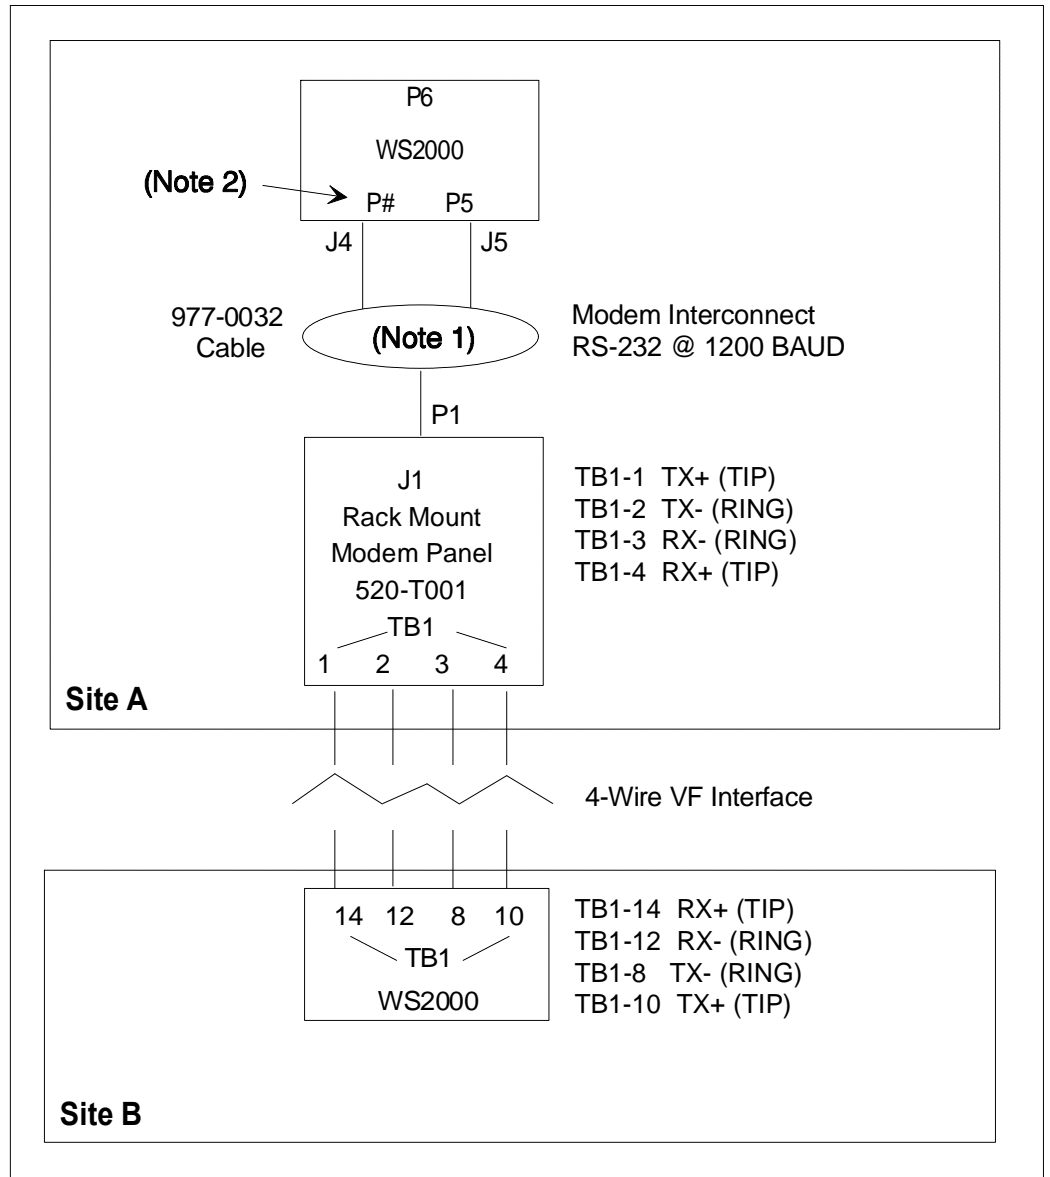 P6
WS2000
(Note 2)
P# P5
J4 J5
977-0032
Cable
(Note 1)
Modem Interconnect
RS-232 @ 1200 BAUD
P1
J1
Rack Mount
Modem Panel
520-T001
TB1
1 2 3 4
TB1-1 TX+ (TIP)
TB1-2 TX- (RING)
TB1-3 RX- (RING)
TB1-4 RX+ (TIP)
Site A
4-Wire VF Interface
14 12 8 10
TB1
WS2000
TB1-14 RX+ (TIP)
TB1-12 RX- (RING)
TB1-8 TX- (RING)
TB1-10 TX+ (TIP)
Site B